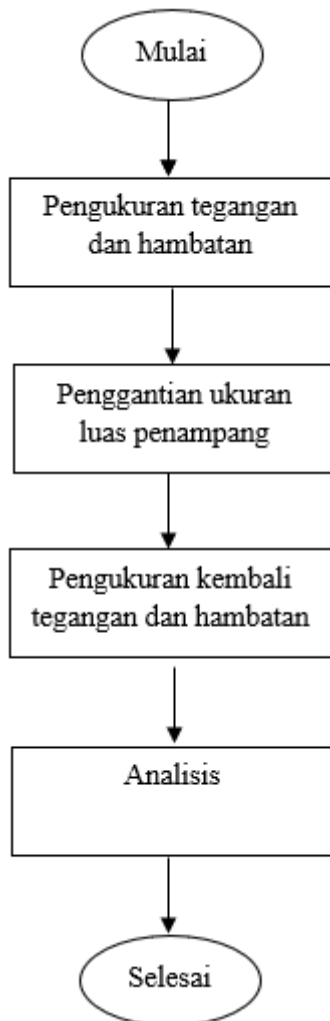 Mulai
Pengukuran tegangan
dan hambatan
Penggantian ukuran
luas penampang
Pengukuran kembali
tegangan dan hambatan
Analisis
Selesai